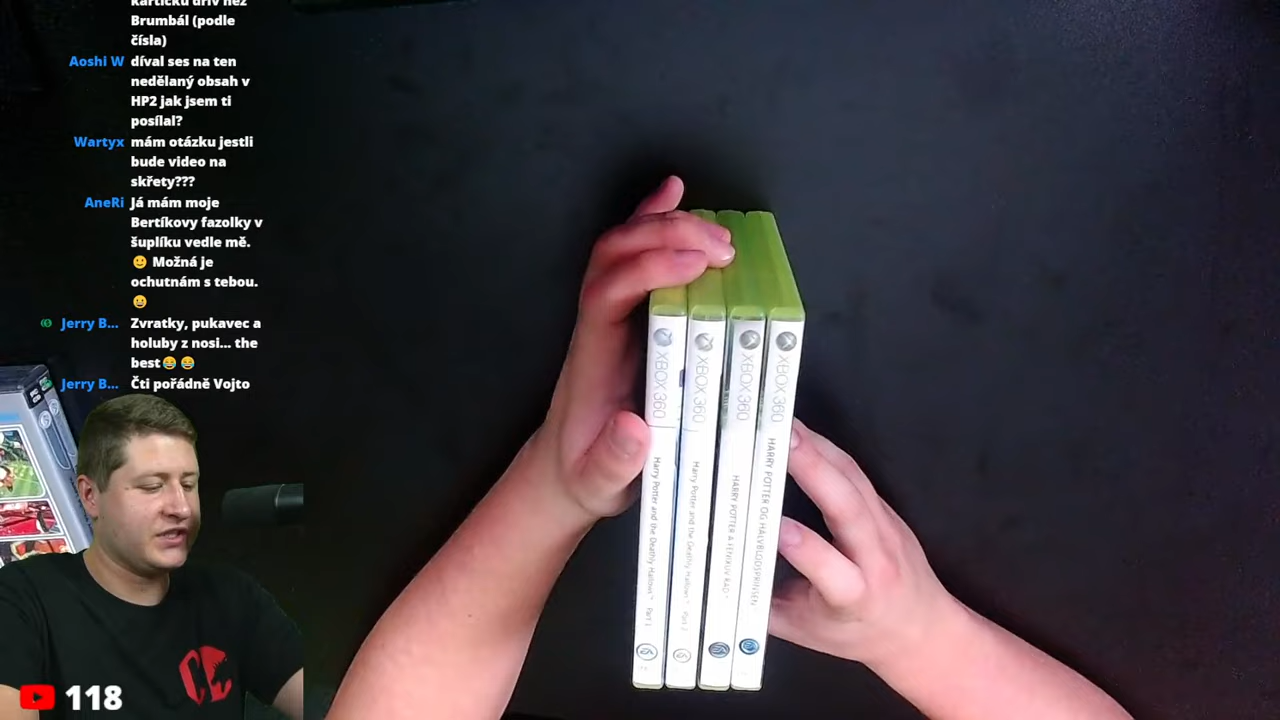 kartičku dřív než
Brumbál (podle
čísla)
Aoshi W díval ses na ten
nedělaný obsah v
HP2 jak jsem ti
posílal?
Wartyx mám otázku jestli
bude video na
skřety???
AneRi Já mám moje
Bertíkovy fazolky v
šuplíku vedle mě.
🙂 Možná je
ochutnám s tebou.
😀
Jerry B... Zvratky, pukavec a
holuby z nosi... the
best😂 😂
Jerry B... Čti pořádně Vojto
118
XBOX 360
Harry Potter and the Deathly Hallows™ Part 1
XBOX 360
Harry Potter and the Deathly Hallows™ Part 2
XBOX 360
HARRY POTTER A FÉNIXŮV ŘÁD™
XBOX 360
HARRY POTTER OG HALVBLODSPRINSEN